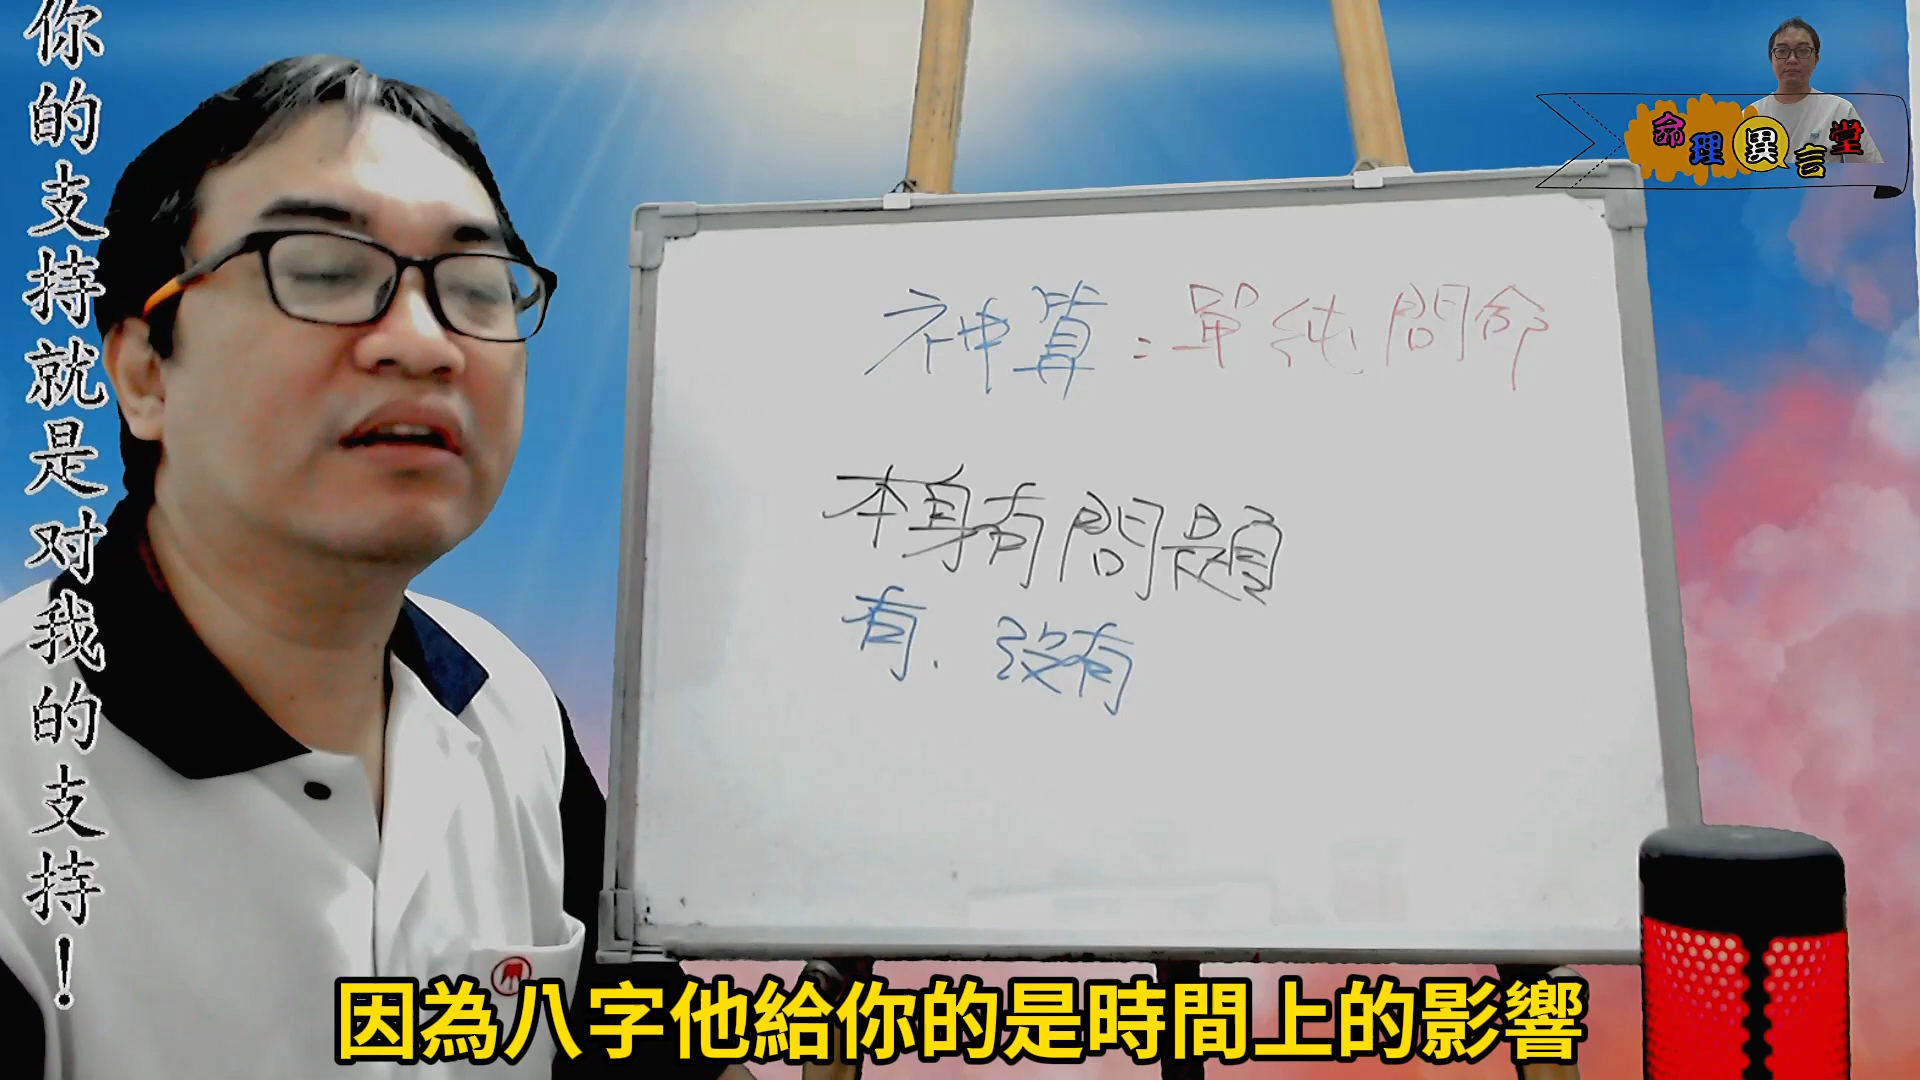 你的支持就是对我的支持！
命理異言堂
神算：單純問命
本身有問題
有．沒有
因為八字他給你的是時間上的影響